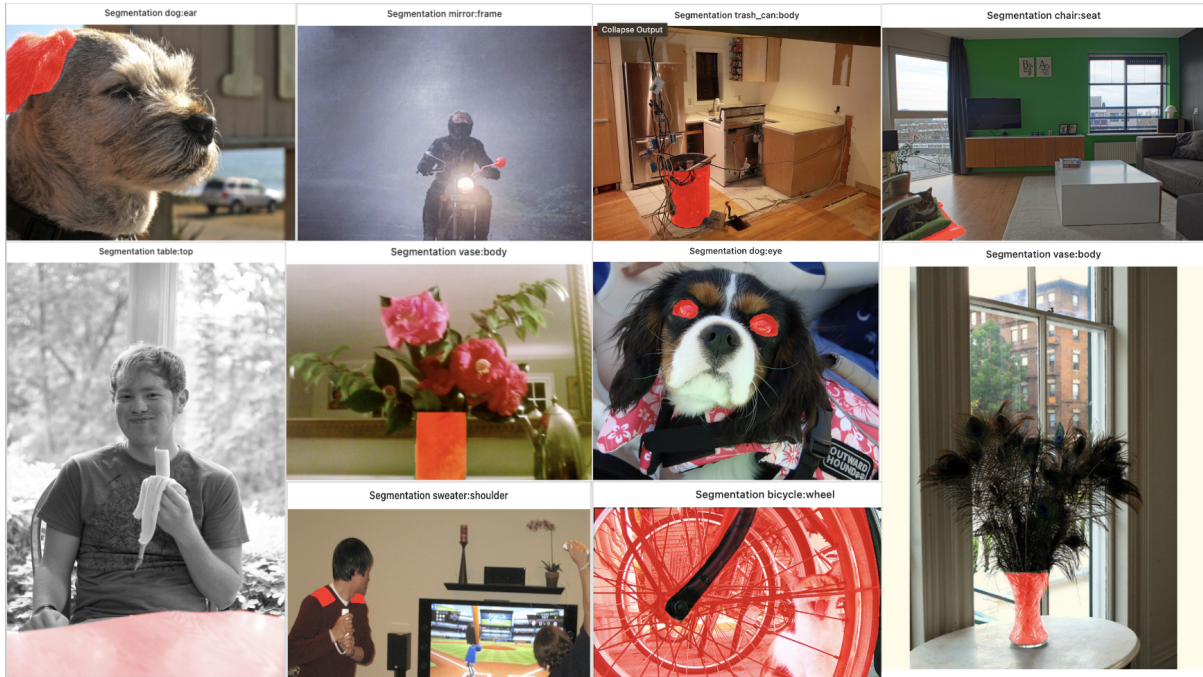 Segmentation dog:ear
Segmentation mirror:frame
Segmentation trash_can:body
Segmentation chair:seat
Collapse Output
Segmentation table:top
Segmentation vase:body
Segmentation dog:eye
Segmentation vase:body
OUTWARD
HOUND
Segmentation sweater:shoulder
Segmentation bicycle:wheel